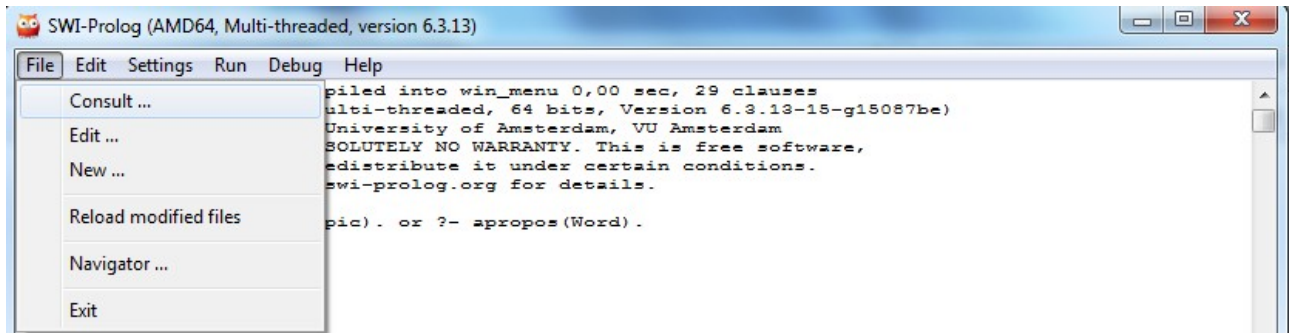 SWI-Prolog (AMD64, Multi-threaded, version 6.3.13)
File Edit Settings Run Debug Help
Consult ...
Edit ...
New ...
Reload modified files
Navigator ...
Exit
piled into win_menu 0,00 sec, 29 clauses
ulti-threaded, 64 bits, Version 6.3.13-15-g15087be)
University of Amsterdam, VU Amsterdam
SOLUTELY NO WARRANTY. This is free software,
edistribute it under certain conditions.
swi-prolog.org for details.
pic). or ?- apropos(Word).